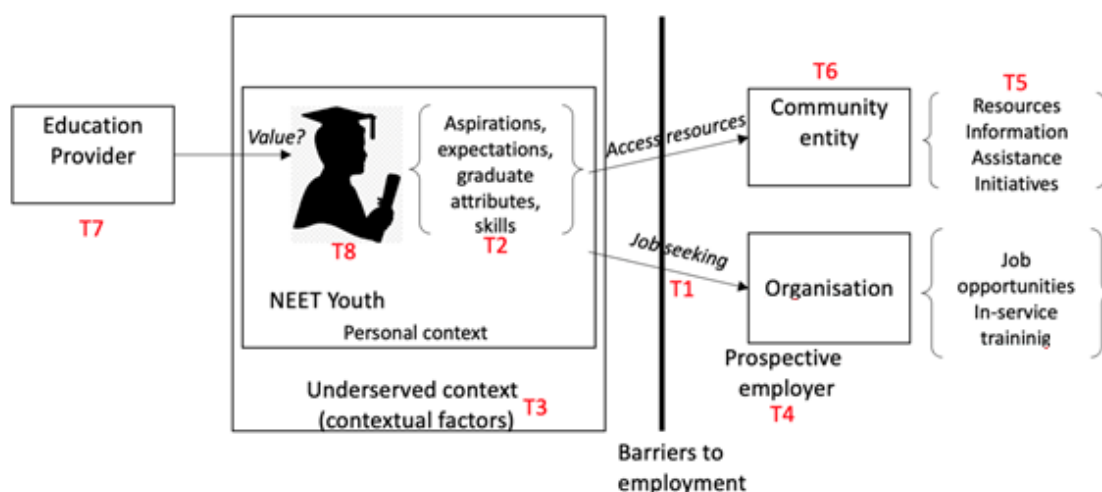 Education
Provider
T7
Value?
T8
Aspirations,
expectations,
graduate
attributes,
skills
T2
NEET Youth
Personal context
Underserved context
(contextual factors)
T3
Access resources
Job seeking
T1
Barriers to
employment
T6
Community
entity
T5
Resources
Information
Assistance
Initiatives
Organisation
Job
opportunities
In-service
traininig
Prospective
employer
T4